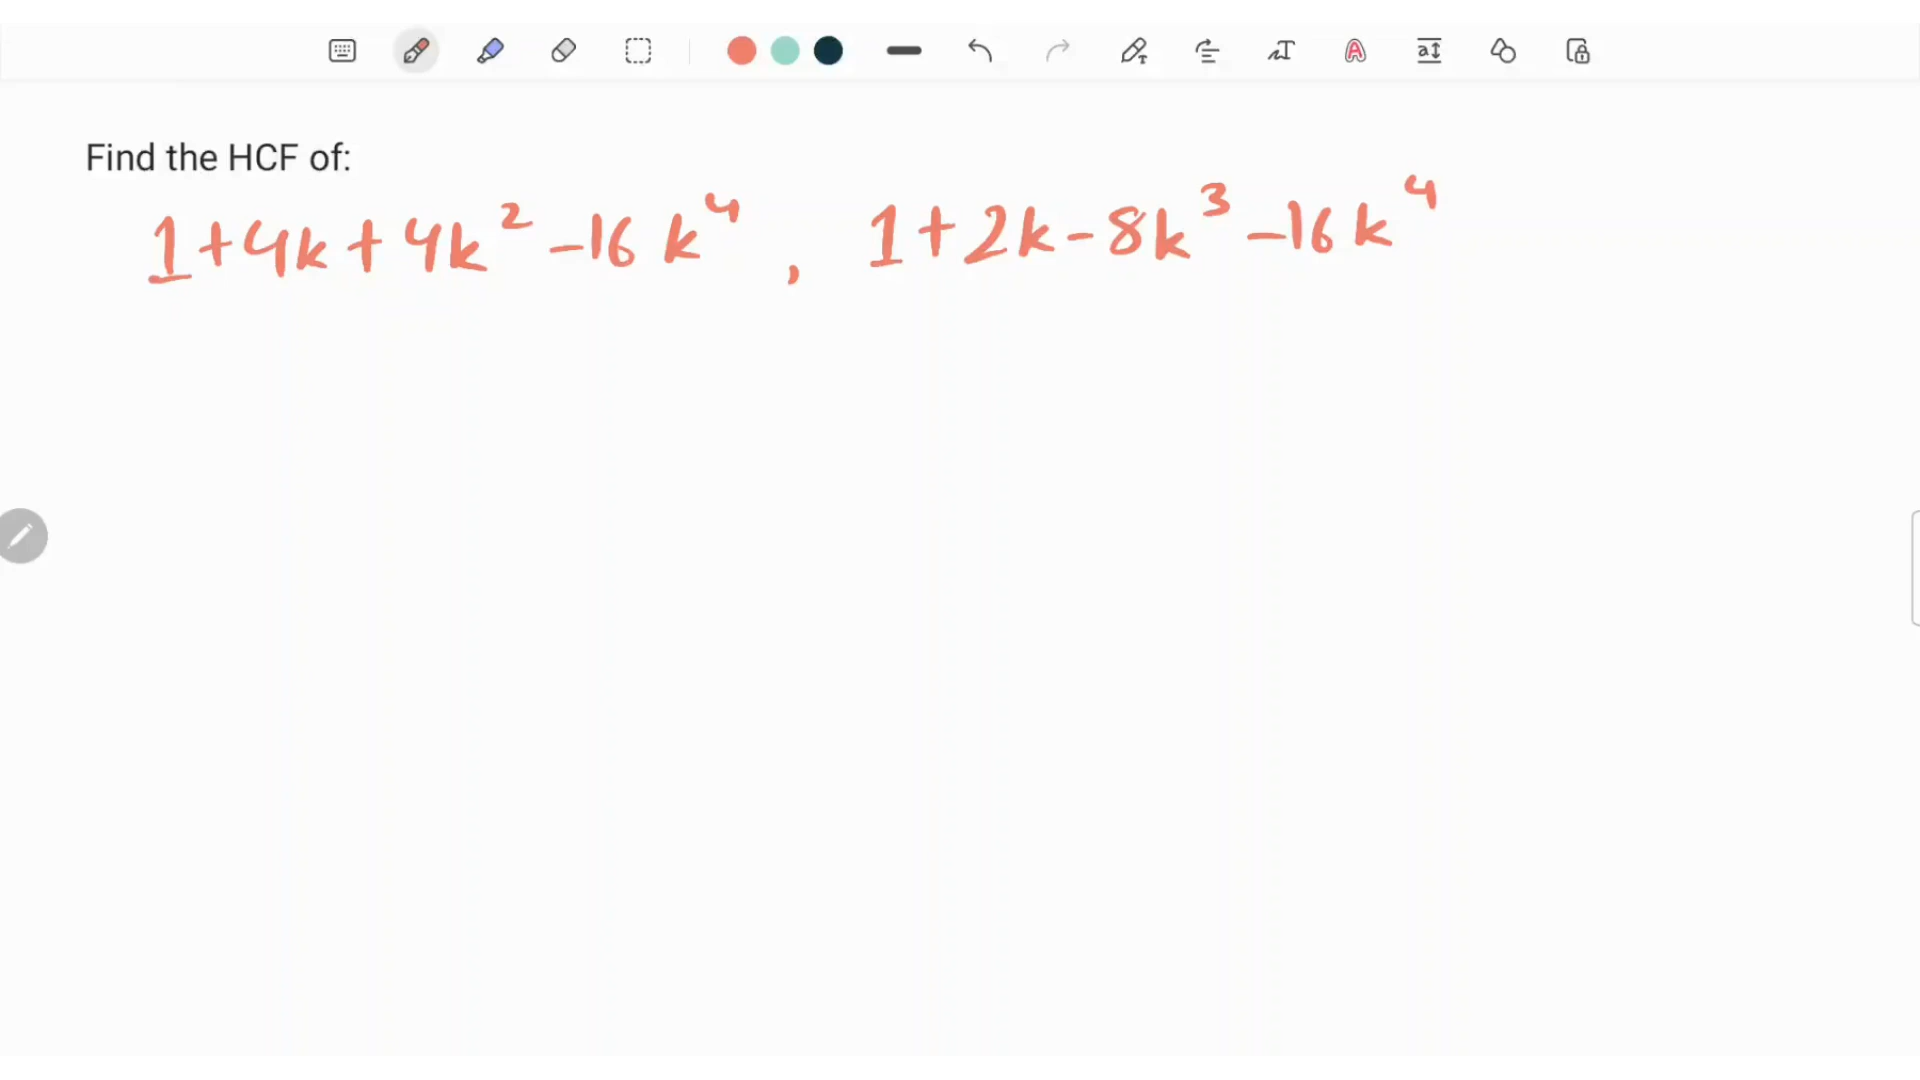 Find the HCF of:
1+4k+4k² -16k⁴ , 1+2k-8k³-16k⁴